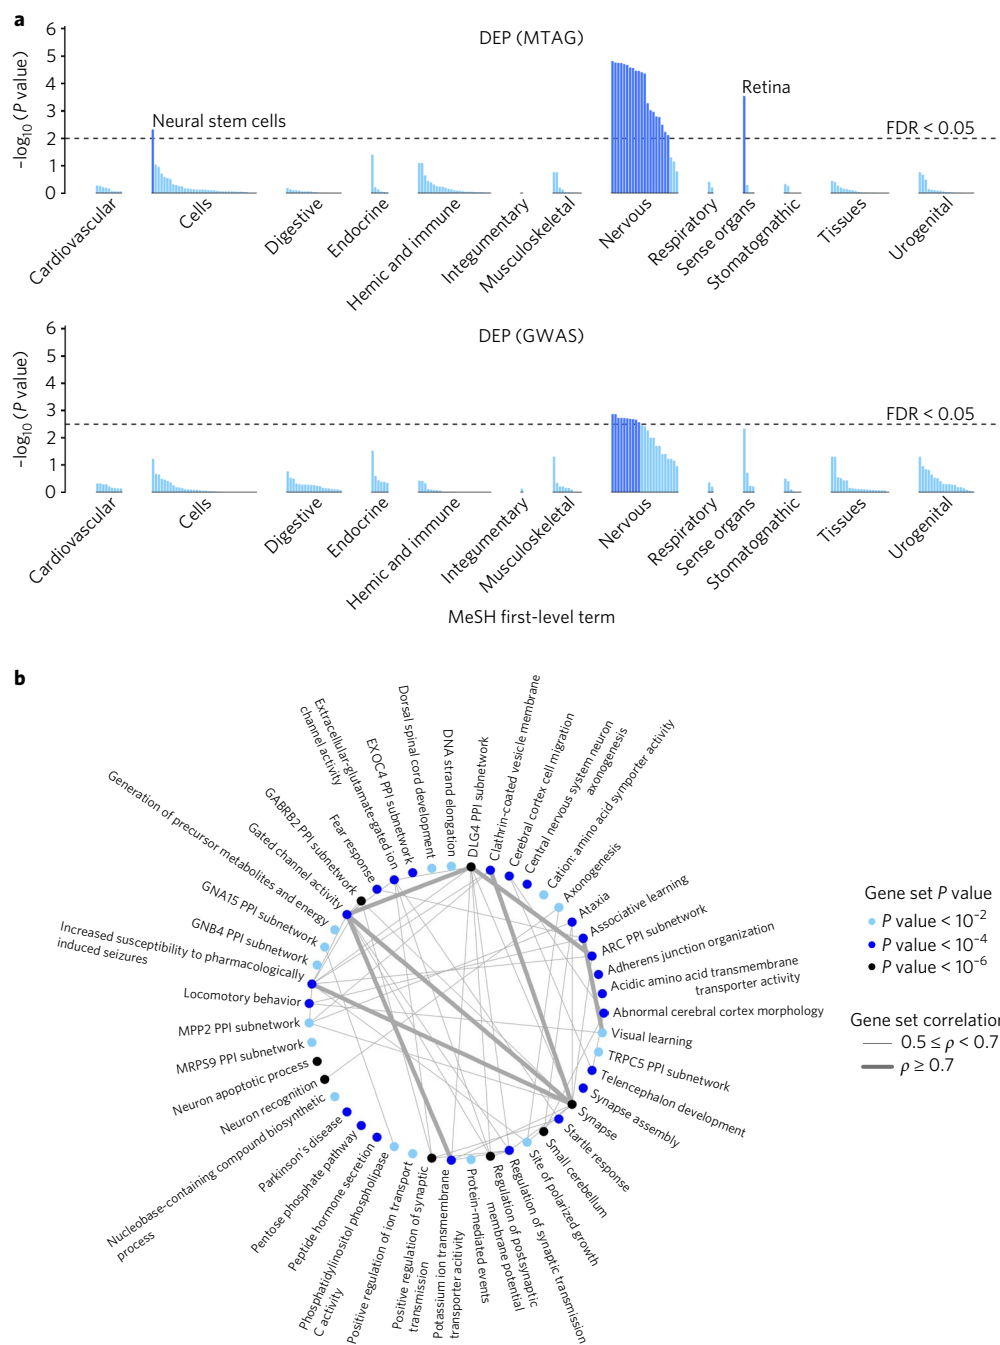 a
DEP (MTAG)
-log10 (P value)
6
5
4
3
2
1
0
Neural stem cells
Retina
FDR < 0.05
Cardiovascular
Cells
Digestive
Endocrine
Hemic and immune
Integumentary
Musculoskeletal
Nervous
Respiratory
Sense organs
Stomatognathic
Tissues
Urogenital
DEP (GWAS)
-log10 (P value)
6
5
4
3
2
1
0
FDR < 0.05
Cardiovascular
Cells
Digestive
Endocrine
Hemic and immune
Integumentary
Musculoskeletal
Nervous
Respiratory
Sense organs
Stomatognathic
Tissues
Urogenital
MeSH first-level term
b
DLG4 PPI subnetwork
Clathrin-coated vesicle membrane
Cerebral cortex cell migration
Central nervous system neuron
axonogenesis
Cation: amino acid symporter activity
Axonogenesis
Ataxia
Associative learning
ARC PPI subnetwork
Adherens junction organization
Acidic amino acid transmembrane
transporter activity
Abnormal cerebral cortex morphology
Visual learning
TRPC5 PPI subnetwork
Telencephalon development
Synapse assembly
Synapse
Startle response
Small cerebellum
Site of polarized growth
Regulation of synaptic transmission
Regulation of postsynaptic
membrane potential
Protein-mediated events
Potassium ion transmembrane
transporter acitivity
Positive regulation of synaptic
transmission
Positive regulation of ion transport
Phosphatidylinositol phospholipase
C activity
Peptide hormone secretion
Pentose phosphate pathway
Parkinson's disease
Nucleobase-containing compound biosynthetic
process
Neuron recognition
Neuron apoptotic process
MRPS9 PPI subnetwork
MPP2 PPI subnetwork
Locomotory behavior
Increased susceptibility to pharmacologically
induced seizures
GNB4 PPI subnetwork
GNA15 PPI subnetwork
Generation of precursor metabolites and energy
Gated channel activity
GABRB2 PPI subnetwork
Fear response
Extracellular-glutamate-gated ion
channel activity
EXOC4 PPI subnetwork
Dorsal spinal cord development
DNA strand elongation
Gene set P value
P value < 10−2
P value < 10−4
P value < 10−6
Gene set correlation
0.5 ≤ ρ < 0.7
ρ ≥ 0.7